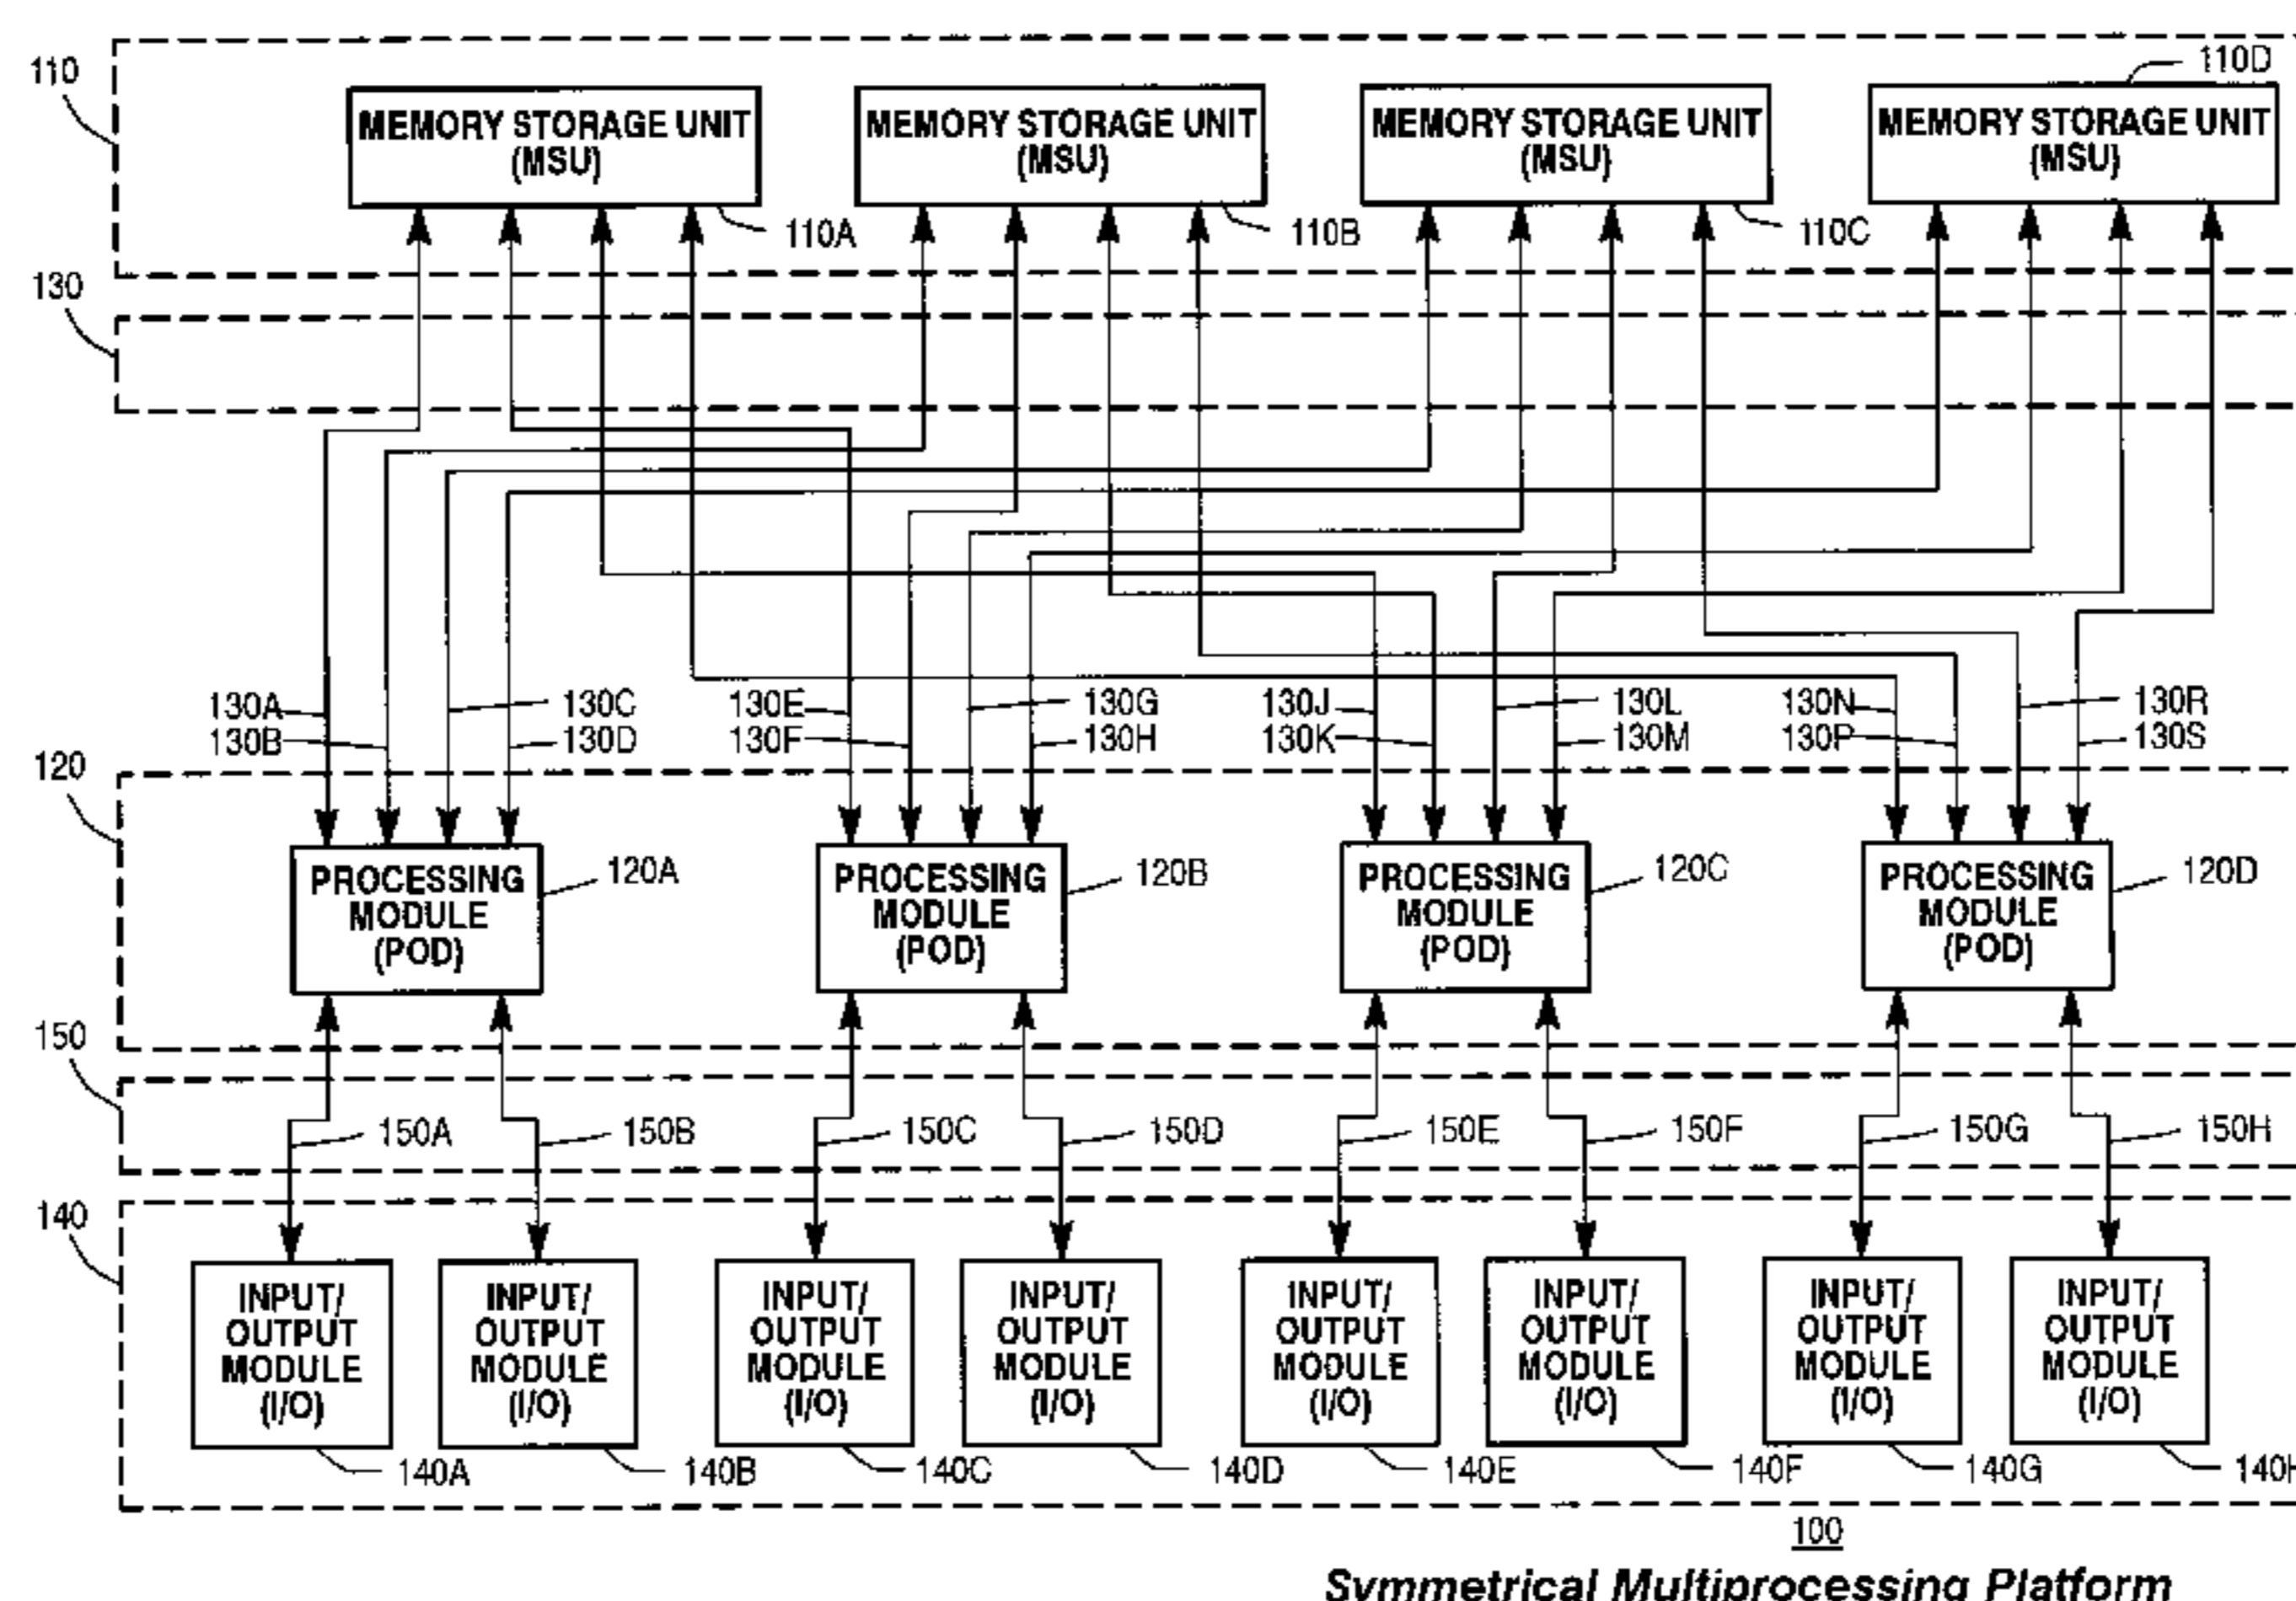 110
110D
MEMORY STORAGE UNIT
(MSU)
MEMORY STORAGE UNIT
(MSU)
MEMORY STORAGE UNIT
(MSU)
MEMORY STORAGE UNIT
(MSU)
110A
110B
110C
130
130A
130C
130E
130G
130J
130L
130N
130R
130B
130D
130F
130H
130K
130M
130P
130S
120
PROCESSING
MODULE
(POD)
120A
PROCESSING
MODULE
(POD)
120B
PROCESSING
MODULE
(POD)
120C
PROCESSING
MODULE
(POD)
120D
150
150A
150B
150C
150D
150E
150F
150G
150H
140
INPUT/
OUTPUT
MODULE
(I/O)
INPUT/
OUTPUT
MODULE
(I/O)
INPUT/
OUTPUT
MODULE
(I/O)
INPUT/
OUTPUT
MODULE
(I/O)
INPUT/
OUTPUT
MODULE
(I/O)
INPUT/
OUTPUT
MODULE
(I/O)
INPUT/
OUTPUT
MODULE
(I/O)
INPUT/
OUTPUT
MODULE
(I/O)
140A
140B
140C
140D
140E
140F
140G
140H
100
Symmetrical Multiprocessing Platform